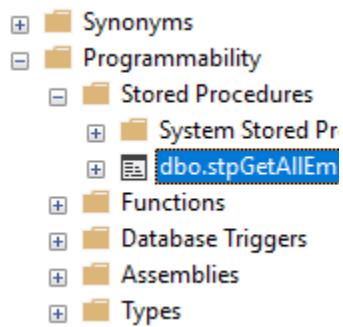 Synonyms
Programmability
Stored Procedures
System Stored Pr
dbo.stpGetAllEm
Functions
Database Triggers
Assemblies
Types